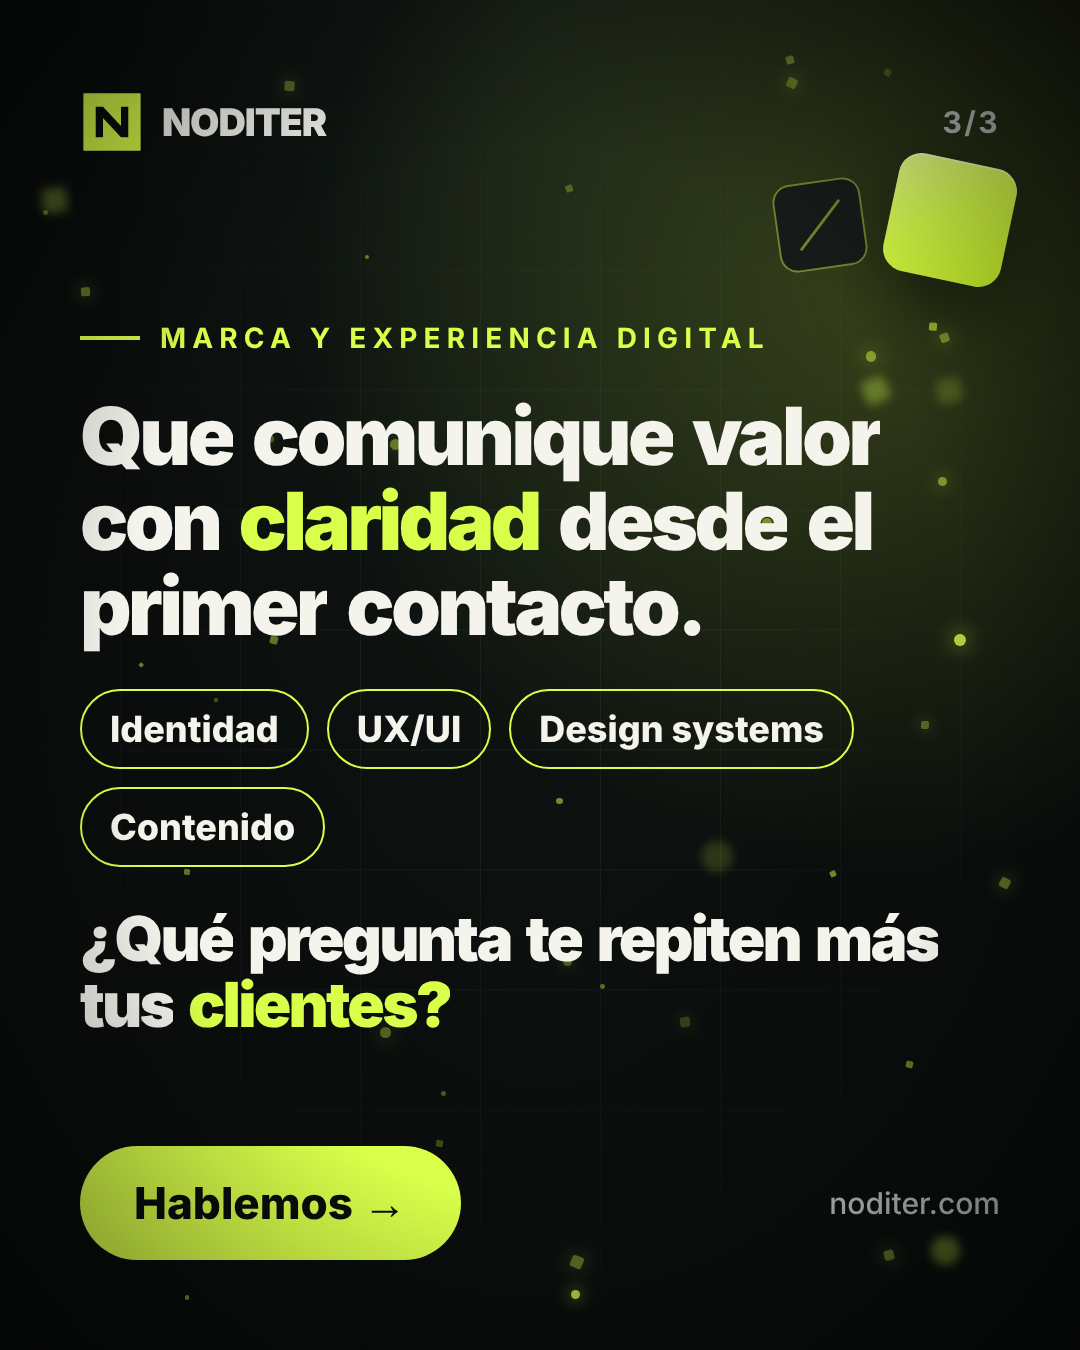 N NODITER
3/3
MARCA Y EXPERIENCIA DIGITAL
Que comunique valor
con claridad desde el
primer contacto.
Identidad UX/UI Design systems
Contenido
¿Qué pregunta te repiten más
tus clientes?
Hablemos →
noditer.com